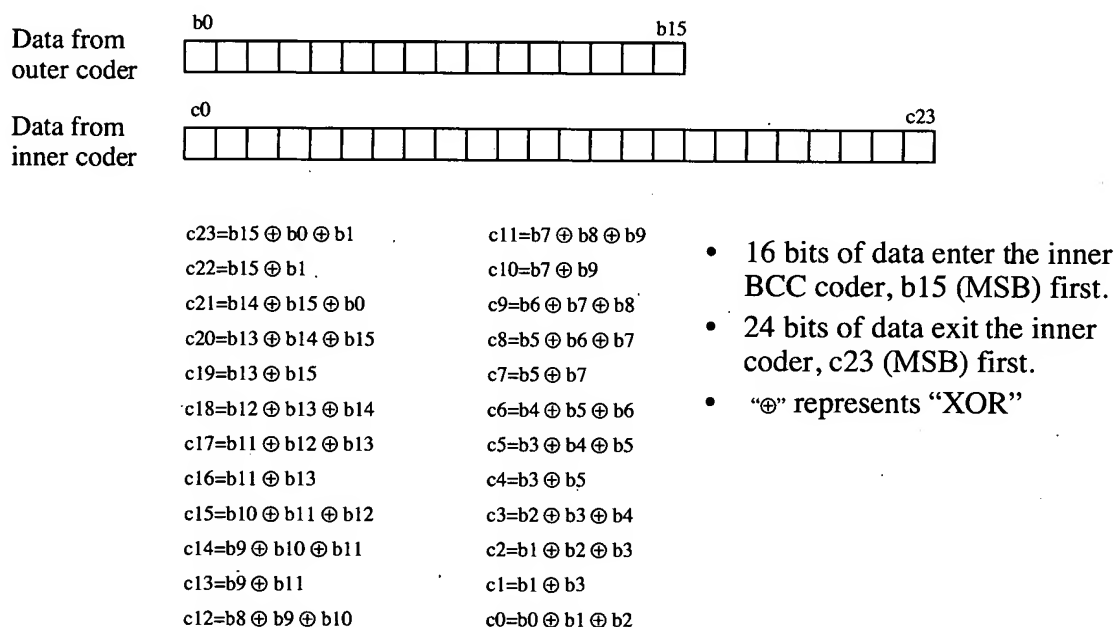 b0
b15
Data from
outer coder
c0
c23
Data from
inner coder
c23=b15 ⊕ b0 ⊕ b1
c22=b15 ⊕ b1
c21=b14 ⊕ b15 ⊕ b0
c20=b13 ⊕ b14 ⊕ b15
c19=b13 ⊕ b15
c18=b12 ⊕ b13 ⊕ b14
c17=b11 ⊕ b12 ⊕ b13
c16=b11 ⊕ b13
c15=b10 ⊕ b11 ⊕ b12
c14=b9 ⊕ b10 ⊕ b11
c13=b9 ⊕ b11
c12=b8 ⊕ b9 ⊕ b10
c11=b7 ⊕ b8 ⊕ b9
c10=b7 ⊕ b9
c9=b6 ⊕ b7 ⊕ b8
c8=b5 ⊕ b6 ⊕ b7
c7=b5 ⊕ b7
c6=b4 ⊕ b5 ⊕ b6
c5=b3 ⊕ b4 ⊕ b5
c4=b3 ⊕ b5
c3=b2 ⊕ b3 ⊕ b4
c2=b1 ⊕ b2 ⊕ b3
c1=b1 ⊕ b3
c0=b0 ⊕ b1 ⊕ b2
• 16 bits of data enter the inner
BCC coder, b15 (MSB) first.
• 24 bits of data exit the inner
coder, c23 (MSB) first.
• “⊕” represents “XOR”